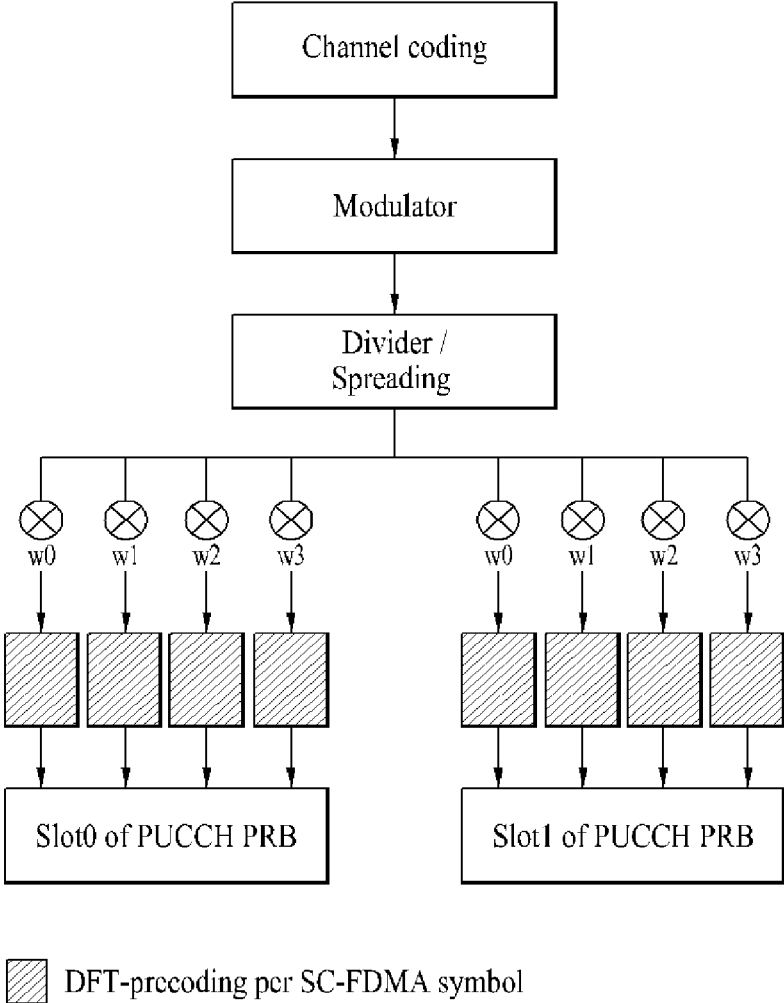 Channel coding
Modulator
Divider /
Spreading
w0 w1 w2 w3 w0 w1 w2 w3
Slot0 of PUCCH PRB Slot1 of PUCCH PRB
DFT-precoding per SC-FDMA symbol